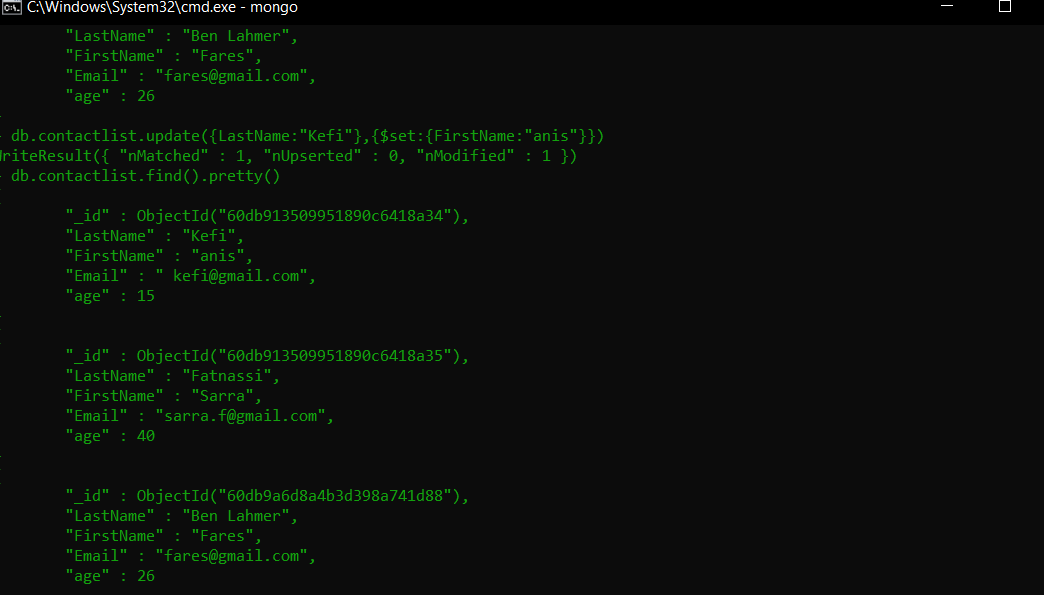 C:\Windows\System32\cmd.exe - mongo
"LastName" : "Ben Lahmer",
"FirstName" : "Fares",
"Email" : "fares@gmail.com",
"age" : 26
db.contactlist.update({LastName:"Kefi"},{$set:{FirstName:"anis"}})
riteResult({ "nMatched" : 1, "nUpserted" : 0, "nModified" : 1 })
db.contactlist.find().pretty()
"_id" : ObjectId("60db913509951890c6418a34"),
"LastName" : "Kefi",
"FirstName" : "anis",
"Email" : " kefi@gmail.com",
"age" : 15
"_id" : ObjectId("60db913509951890c6418a35"),
"LastName" : "Fatnassi",
"FirstName" : "Sarra",
"Email" : "sarra.f@gmail.com",
"age" : 40
"_id" : ObjectId("60db9a6d8a4b3d398a741d88"),
"LastName" : "Ben Lahmer",
"FirstName" : "Fares",
"Email" : "fares@gmail.com",
"age" : 26